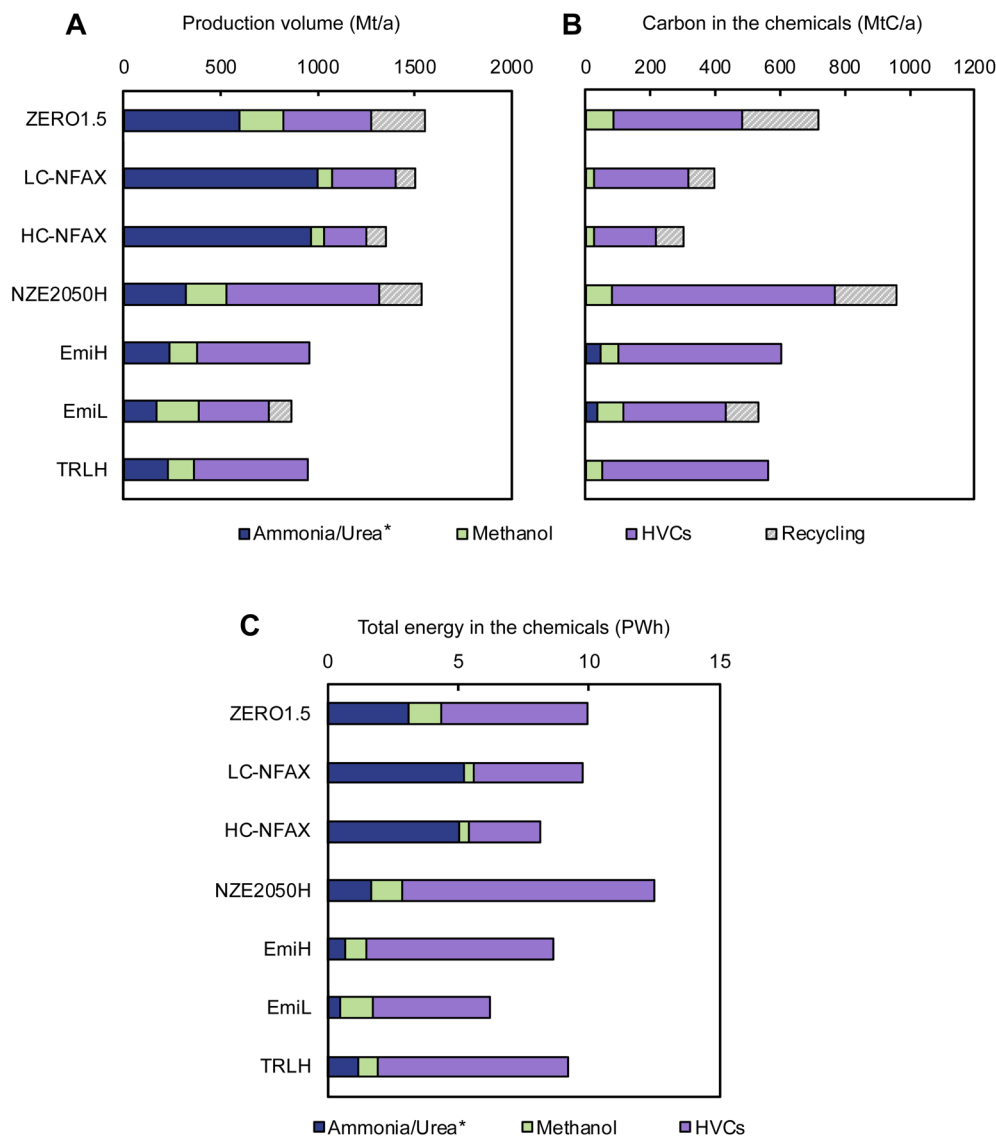 A Production volume (Mt/a)
0 500 1000 1500 2000
ZERO1.5
LC-NFAX
HC-NFAX
NZE2050H
EmiH
EmiL
TRLH
B Carbon in the chemicals (MtC/a)
0 200 400 600 800 1000 1200
Ammonia/Urea* Methanol HVCs Recycling
C Total energy in the chemicals (PWh)
0 5 10 15
ZERO1.5
LC-NFAX
HC-NFAX
NZE2050H
EmiH
EmiL
TRLH
Ammonia/Urea* Methanol HVCs